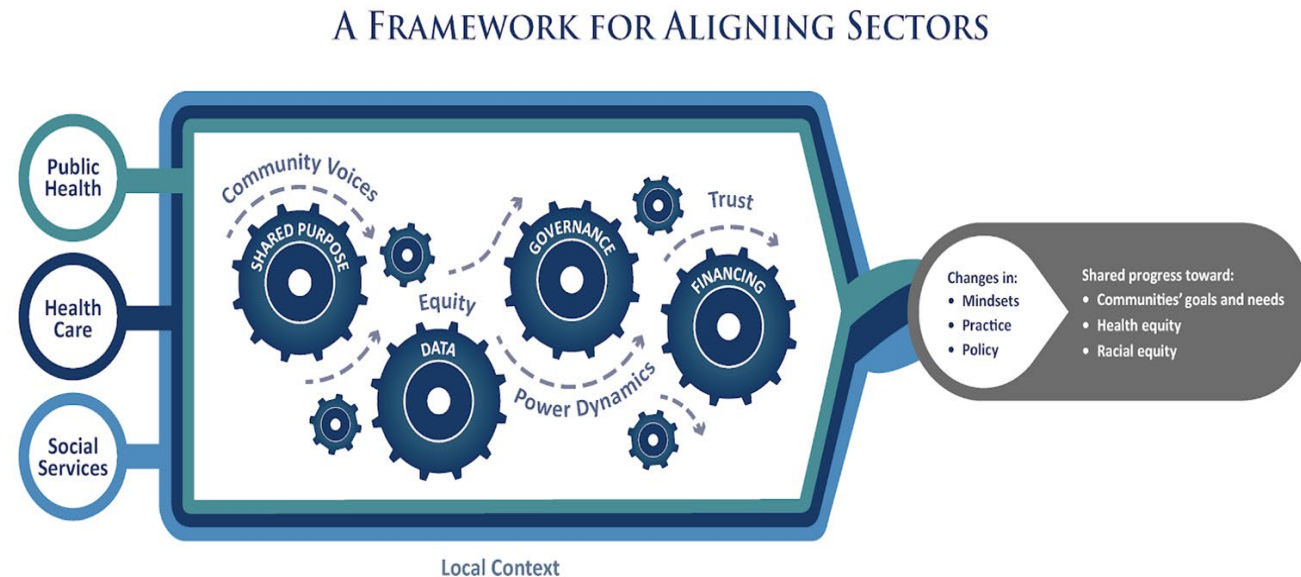 A FRAMEWORK FOR ALIGNING SECTORS
Public
Health
Health
Care
Social
Services
Community Voices
SHARED PURPOSE
Equity
DATA
GOVERNANCE
Power Dynamics
Trust
FINANCING
Local Context
Changes in:
• Mindsets
• Practice
• Policy
Shared progress toward:
• Communities’ goals and needs
• Health equity
• Racial equity